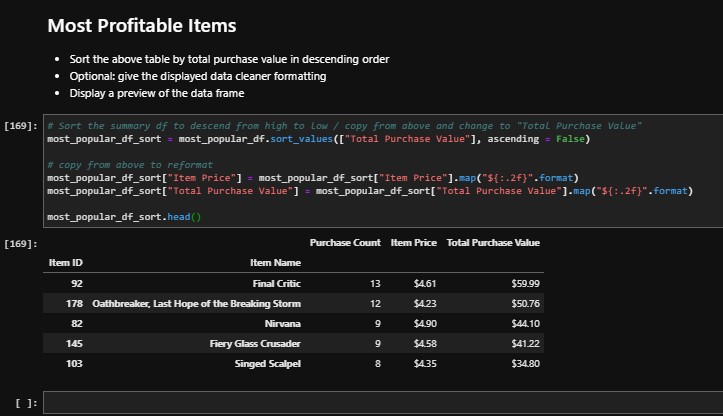 Most Profitable Items
• Sort the above table by total purchase value in descending order
• Optional: give the displayed data cleaner formatting
• Display a preview of the data frame
[169]: # Sort the summary df to descend from high to low / copy from above and change to "Total Purchase Value"
most_popular_df_sort = most_popular_df.sort_values(["Total Purchase Value"], ascending = False)
# copy from above to reformat
most_popular_df_sort["Item Price"] = most_popular_df_sort["Item Price"].map("${:.2f}".format)
most_popular_df_sort["Total Purchase Value"] = most_popular_df_sort["Total Purchase Value"].map("${:.2f}".format)
most_popular_df_sort.head()
[169]: Purchase Count Item Price Total Purchase Value
Item ID Item Name
92 Final Critic 13 $4.61 $59.99
178 Oathbreaker, Last Hope of the Breaking Storm 12 $4.23 $50.76
82 Nirvana 9 $4.90 $44.10
145 Fiery Glass Crusader 9 $4.58 $41.22
103 Singed Scalpel 8 $4.35 $34.80
[ ]: